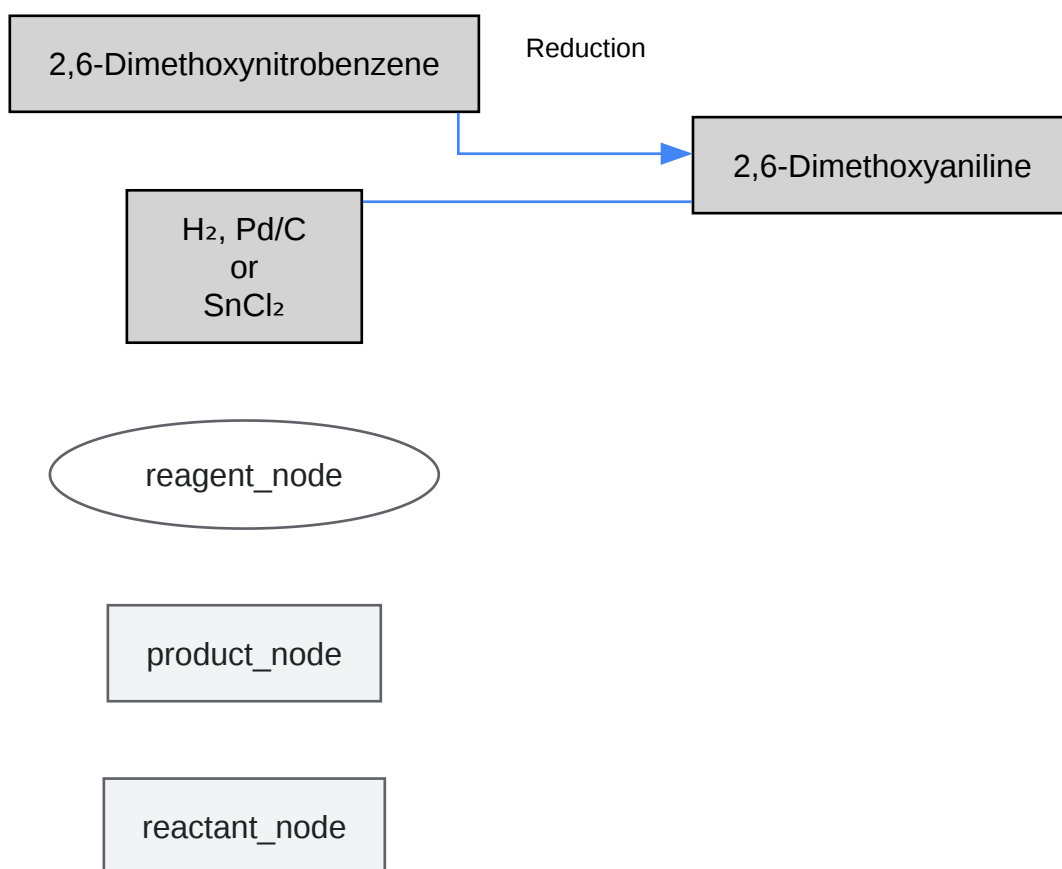 2,6-Dimethoxynitrobenzene
Reduction
2,6-Dimethoxyaniline
H₂, Pd/C
or
SnCl₂
reagent_node
product_node
reactant_node